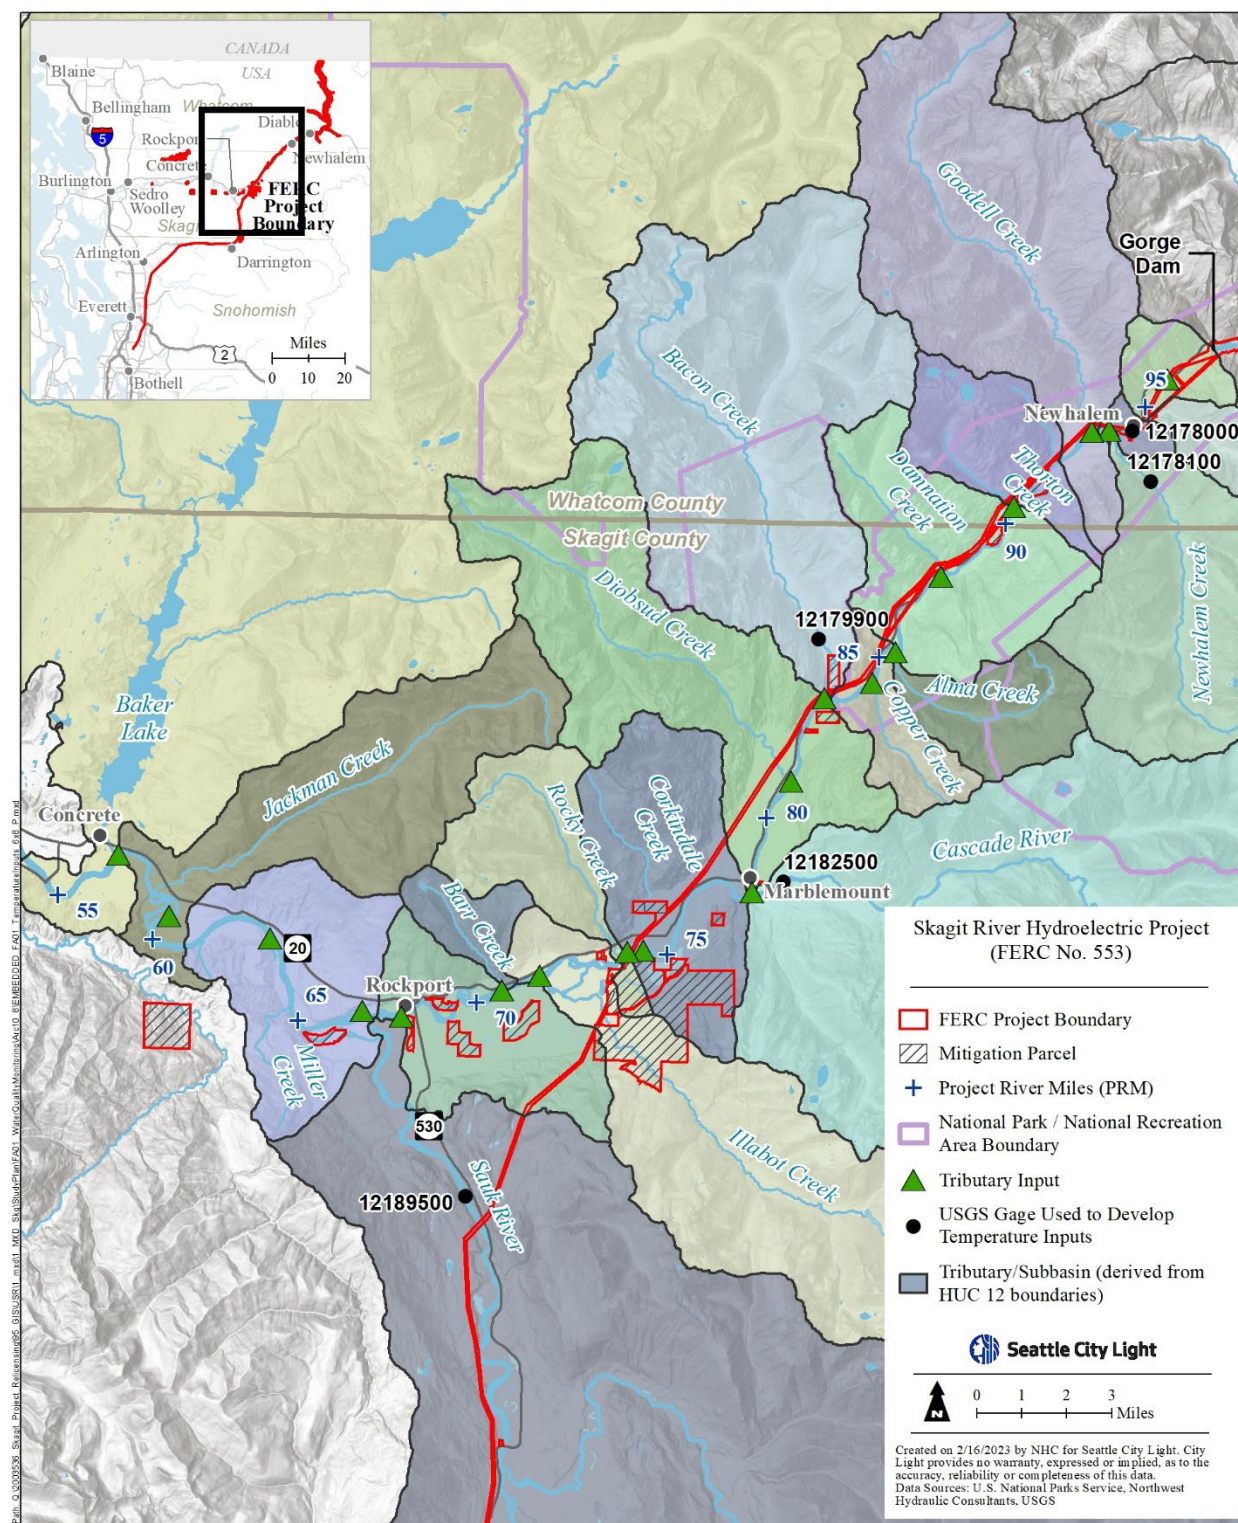 CANADA
USA
Blaine
Bellingham
Whatcom
5
Diablo
Rockport
Newhalem
Concrete
Burlington
Sedro
Woolley
FERC
Project
Boundary
Skagit
Arlington
Darrington
Everett
Snohomish
2
Bothell
Miles
0 10 20
Goodell Creek
Gorge
Dam
Bacon Creek
95
Newhalem
12178000
12178100
Damnation
Creek
Thorton
Creek
Whatcom County
Skagit County
90
Diobsud Creek
Newhalem Creek
12179900
85
Alma Creek
Copper Creek
Baker
Lake
Jackman Creek
Rocky Creek
Corkindale
Creek
80
Concrete
Cascade River
12182500
Marblemount
55
Barr Creek
60
20
75
Rockport
65
70
Miller
Creek
530
Illabot Creek
Sauk River
12189500
Skagit River Hydroelectric Project
(FERC No. 553)
FERC Project Boundary
Mitigation Parcel
Project River Miles (PRM)
National Park / National Recreation
Area Boundary
Tributary Input
USGS Gage Used to Develop
Temperature Inputs
Tributary/Subbasin (derived from
HUC 12 boundaries)
Seattle City Light
N
0 1 2 3
Miles
Created on 2/16/2023 by NHC for Seattle City Light. City
Light provides no warranty, expressed or implied, as to the
accuracy, reliability or completeness of this data.
Data Sources: U.S. National Parks Service, Northwest
Hydraulic Consultants, USGS